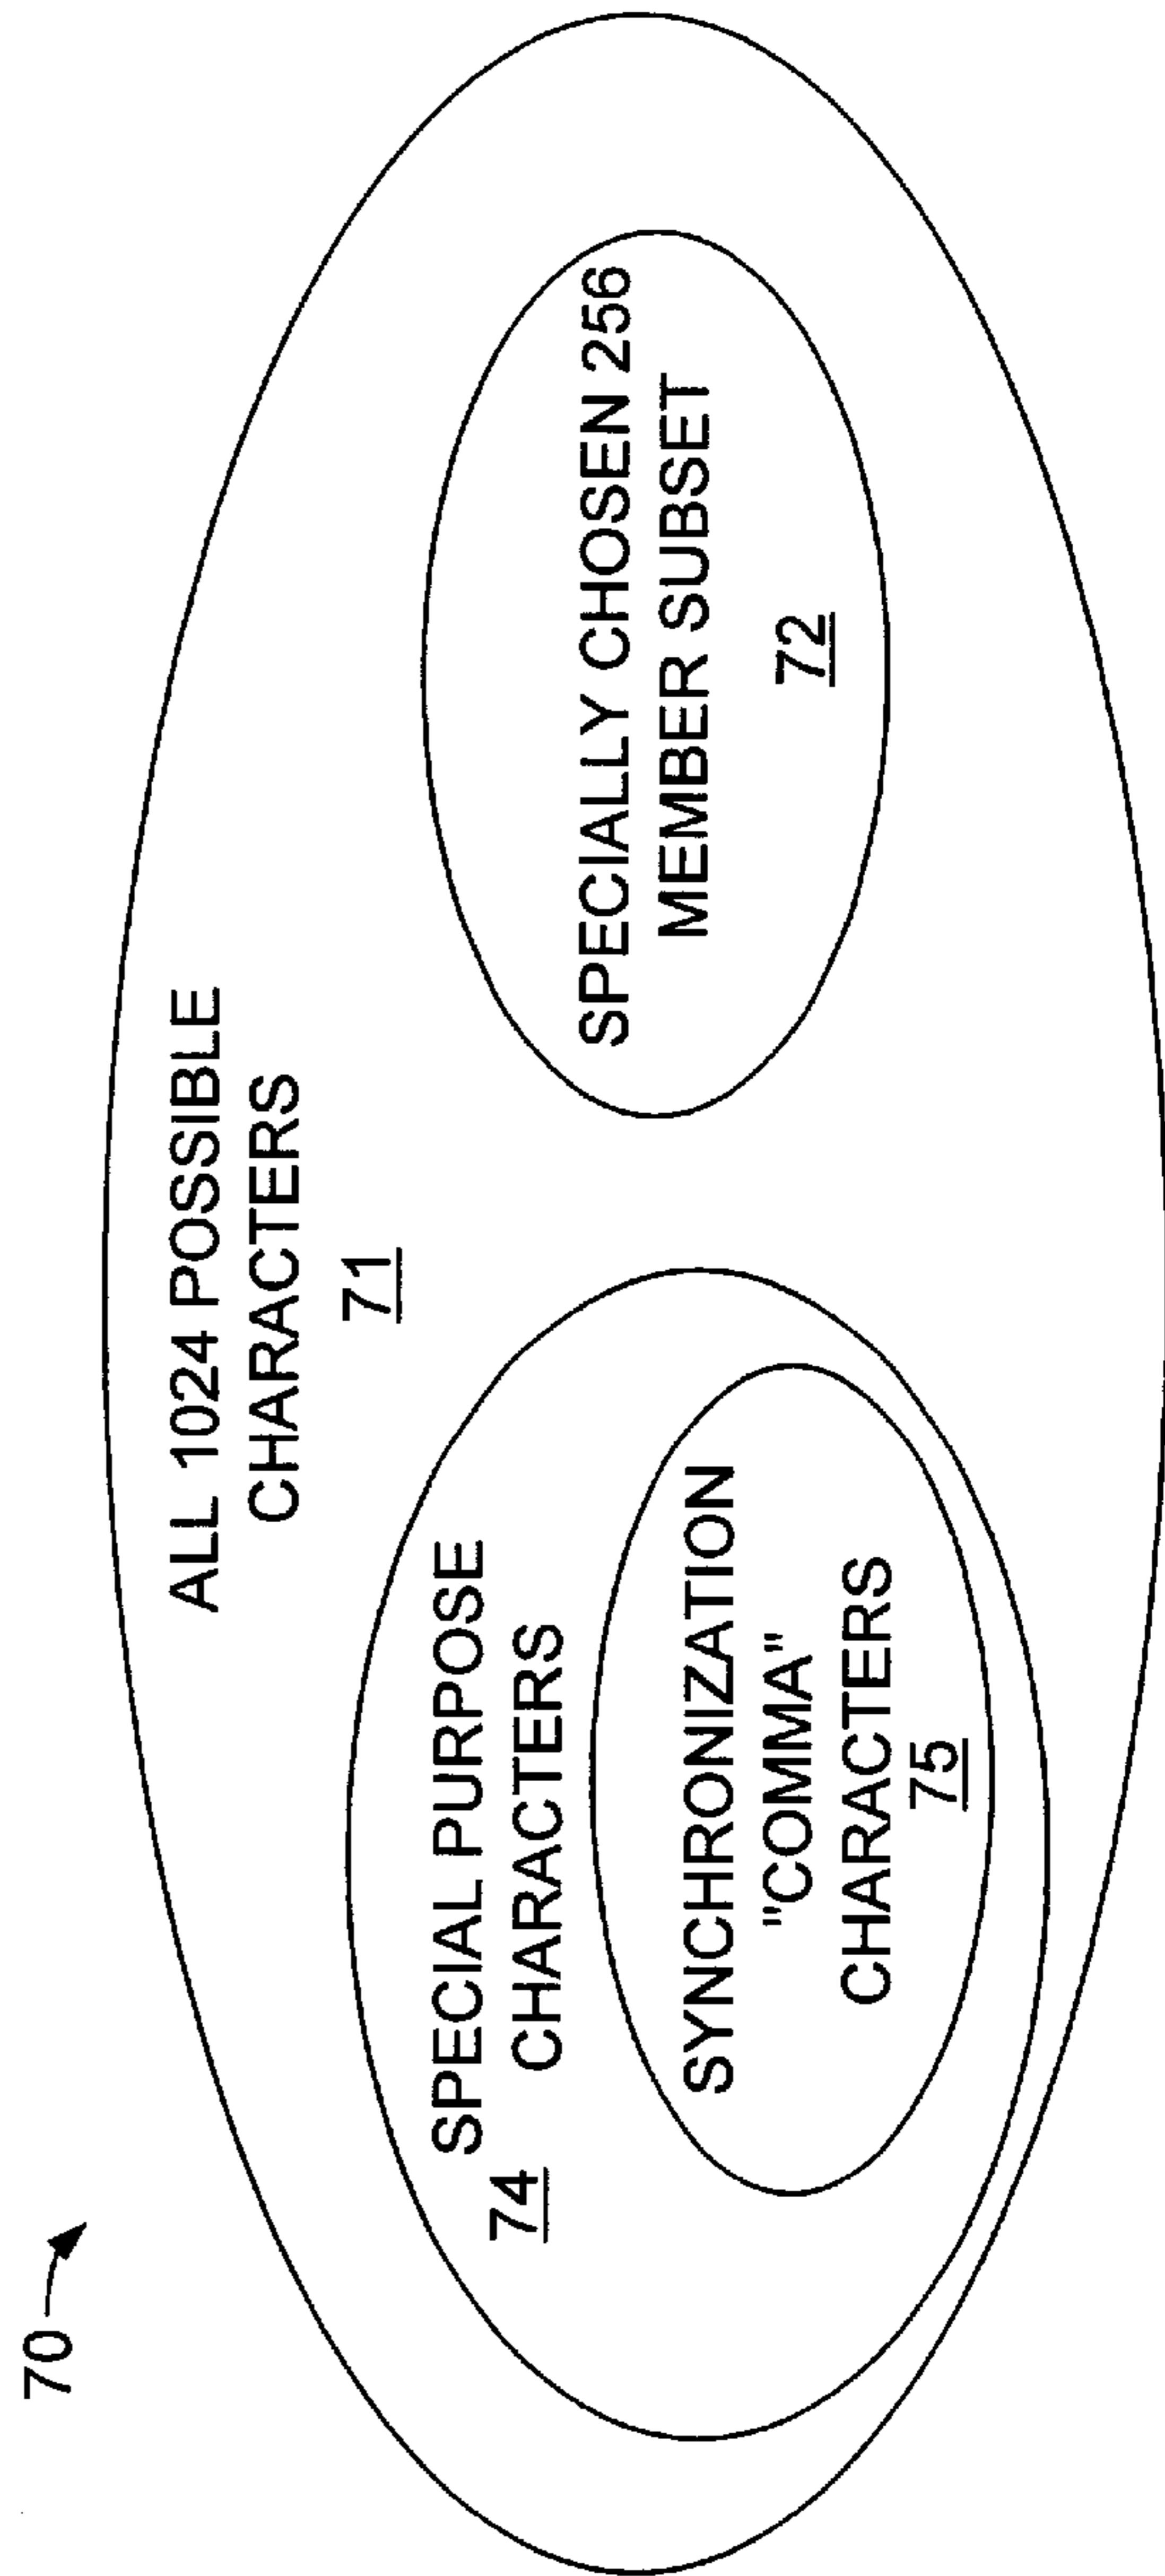 70
ALL 1024 POSSIBLE
CHARACTERS
71
SPECIAL PURPOSE
CHARACTERS
74
SYNCHRONIZATION
"COMMA"
CHARACTERS
75
SPECIALLY CHOSEN 256
MEMBER SUBSET
72